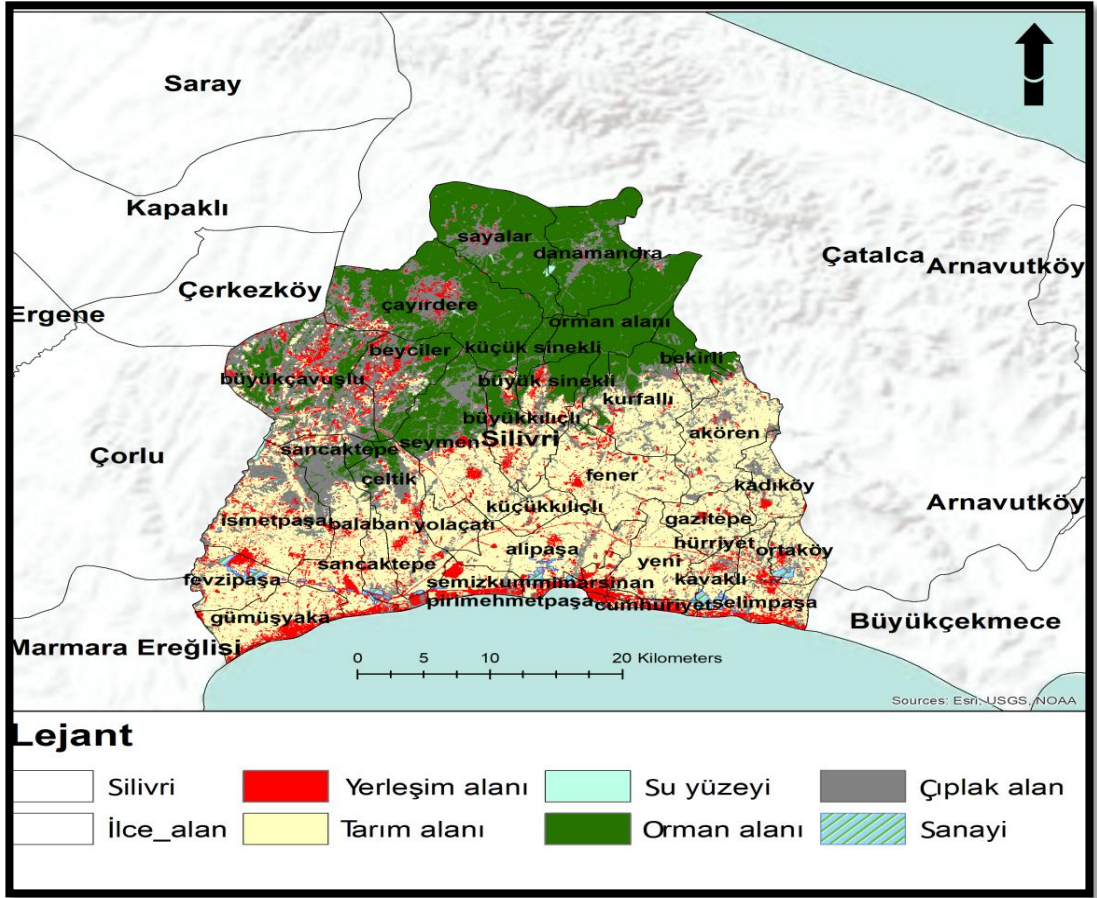 Saray
Kapaklı
Çatalca
Arnavutköy
Çerkezköy
Ergene
sayalar
danamandra
çayırdere
orman alanı
beyciler
küçük sinekli
bekirli
büyükçavuşlu
büyük sinekli
kurfallı
büyükkılıçlı
Silivri
akören
Çorlu
sancaktepe
seymen
çeltik
fener
kadıköy
küçükkılıçlı
Arnavutköy
ismetpaşa
balaban
yolaçatı
gazitepe
hürriyet
ortaköy
alipaşa
yeni
sancaktepe
fevzipaşa
semizkum
mimarsinan
kavaklı
pirimehmetpaşa
cumhuriyet
selimpaşa
gümüşyaka
Büyükçekmece
Marmara Ereğlisi
0 5 10 20 Kilometers
Sources: Esri, USGS, NOAA
Lejant
Silivri
Yerleşim alanı
Su yüzeyi
Çıplak alan
İlce_alan
Tarım alanı
Orman alanı
Sanayi